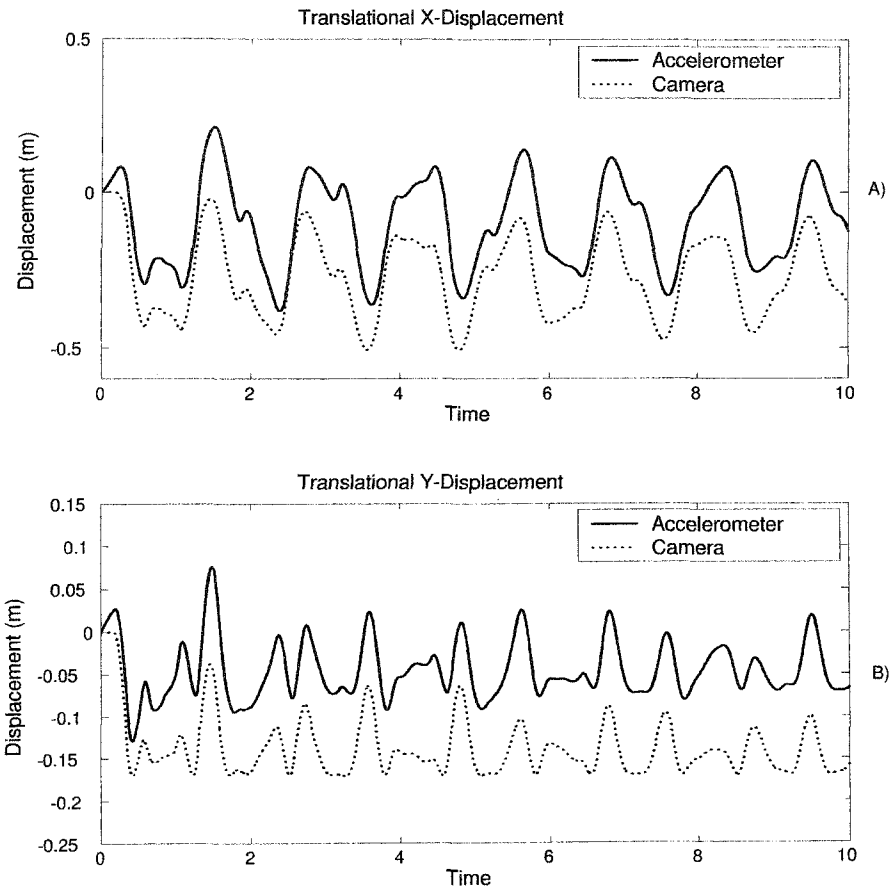 Translational X-Displacement
0.5
0
-0.5
Displacement (m)
Accelerometer
Camera
A)
0 2 4 6 8 10
Time
Translational Y-Displacement
0.15
0.1
0.05
0
-0.05
-0.1
-0.15
-0.2
-0.25
Displacement (m)
Accelerometer
Camera
B)
0 2 4 6 8 10
Time